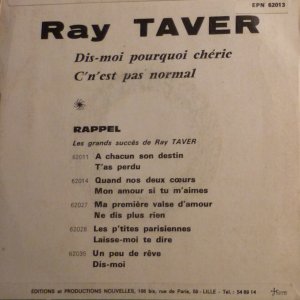 EPN 62013
Ray TAVER
Dis-moi pourquoi chérie
C'n'est pas normal
RAPPEL
Les grands succès de Ray TAVER
62011 A chacun son destin
T'as perdu
62014 Quand nos deux cœurs
Mon amour si tu m'aimes
62027 Ma première valse d'amour
Ne dis plus rien
62028 Les p'tites parisiennes
Laisse-moi te dire
62035 Un peu de rêve
Dis-moi
EDITIONS et PRODUCTIONS NOUVELLES, 168 bis, rue de Paris, 59 - LILLE - Tél. : 54 86 14